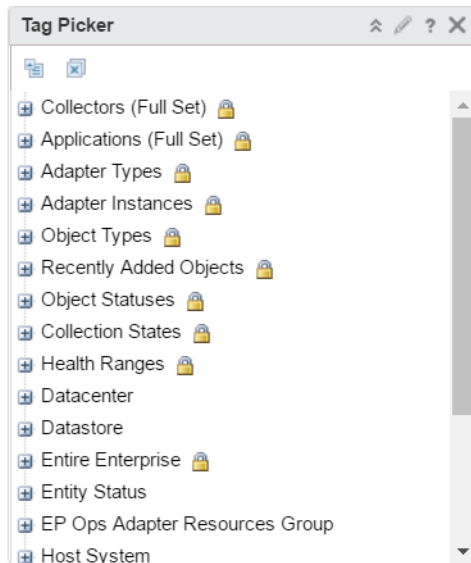 Tag Picker ?
Collectors (Full Set)
Applications (Full Set)
Adapter Types
Adapter Instances
Object Types
Recently Added Objects
Object Statuses
Collection States
Health Ranges
Datacenter
Datastore
Entire Enterprise
Entity Status
EP Ops Adapter Resources Group
Host System